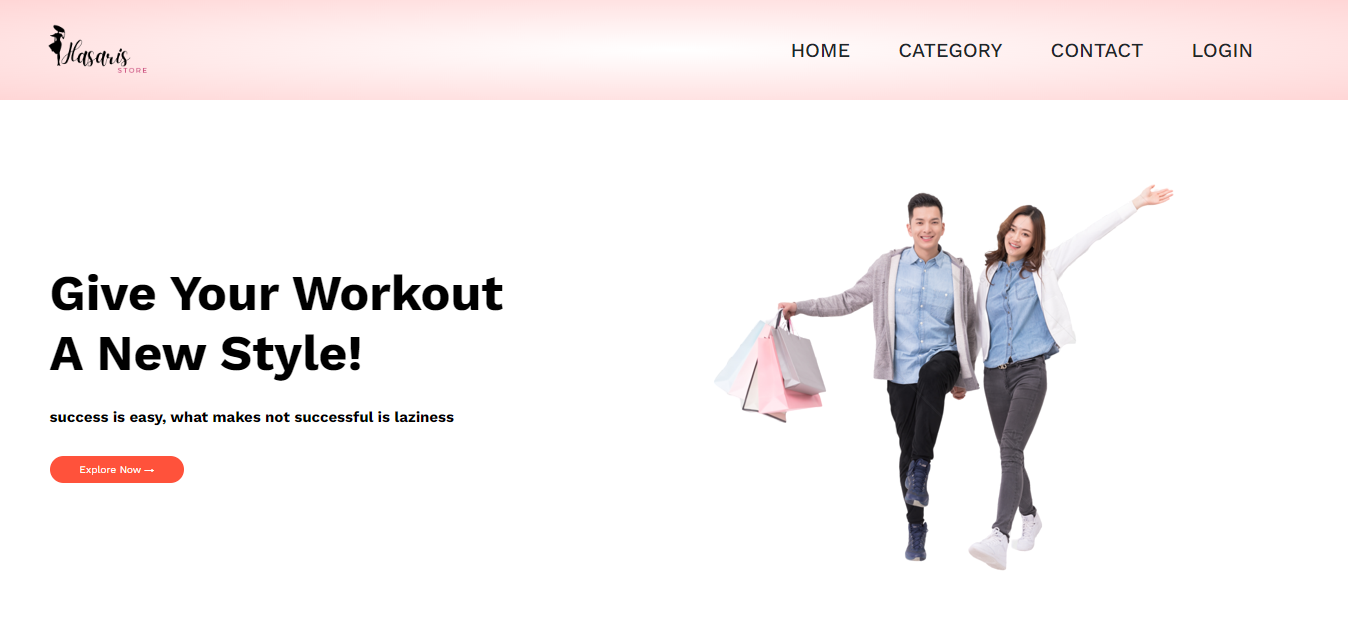 Hasaris
STORE
HOME CATEGORY CONTACT LOGIN
Give Your Workout
A New Style!
success is easy, what makes not successful is laziness
Explore Now →